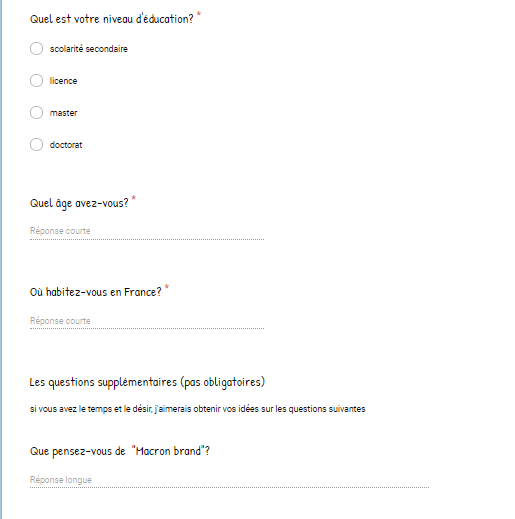 Quel est votre niveau d'éducation? *
scolarité secondaire
licence
master
doctorat
Quel âge avez-vous? *
Réponse courte
Où habitez-vous en France? *
Réponse courte
Les questions supplémentaires (pas obligatoires)
si vous avez le temps et le désir, j'aimerais obtenir vos idées sur les questions suivantes
Que pensez-vous de "Macron brand"?
Réponse longue